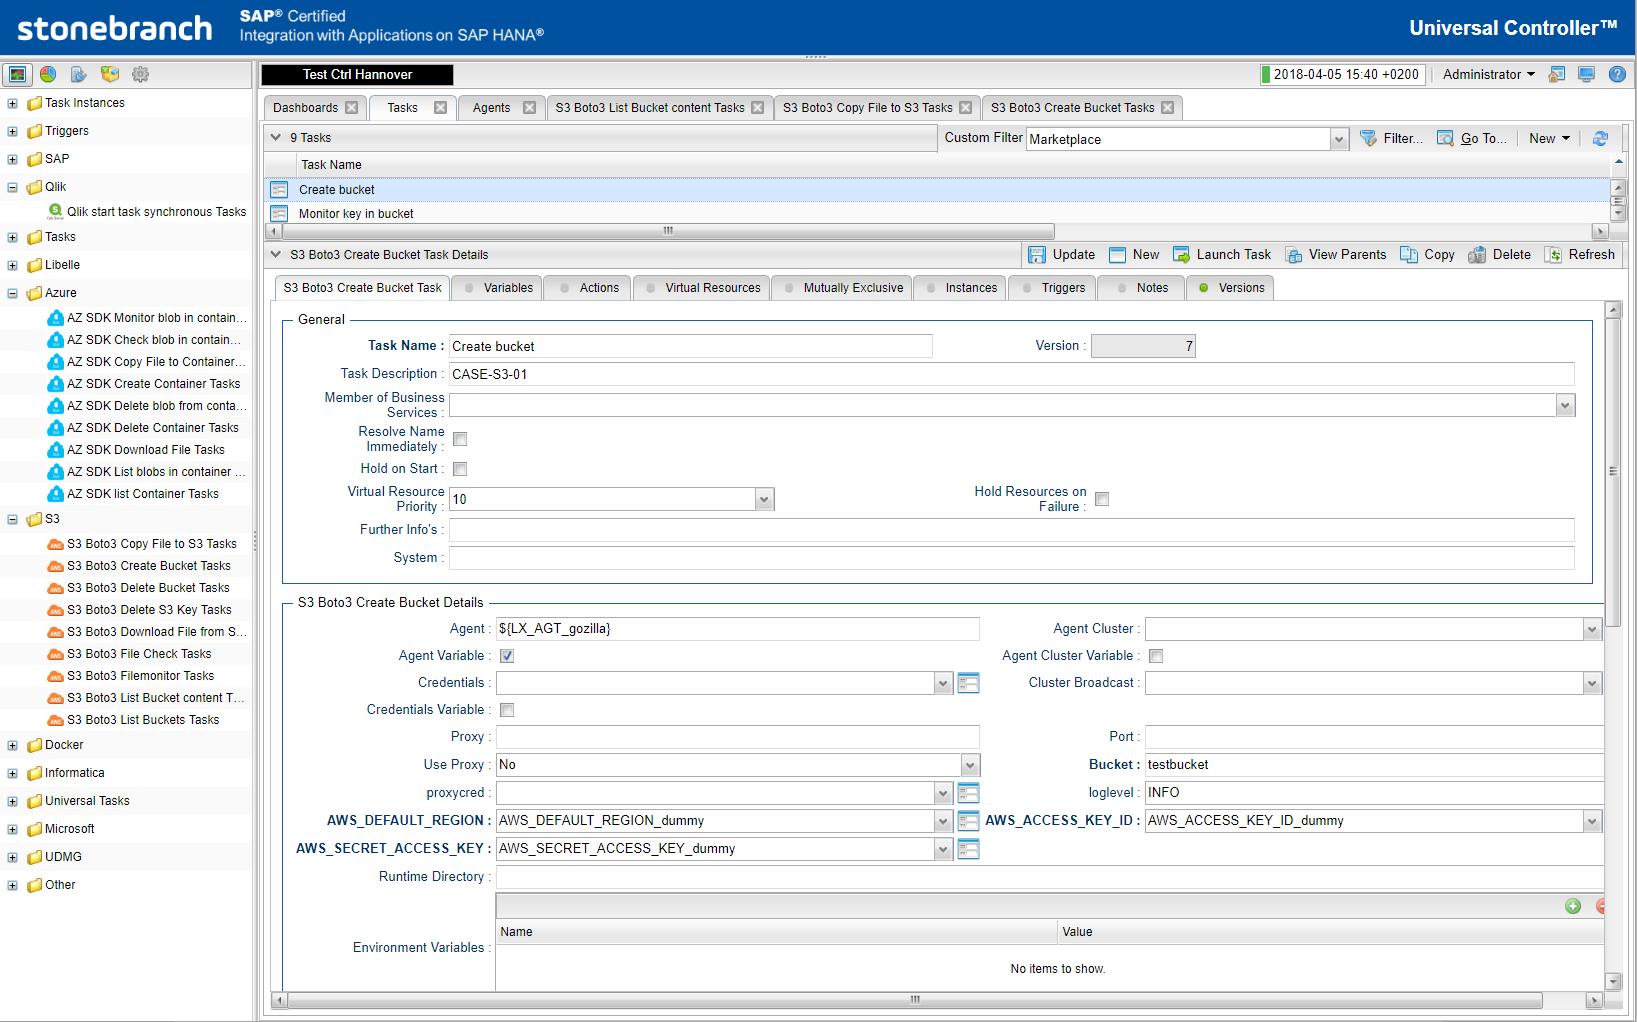 stonebranch
SAP® Certified
Integration with Applications on SAP HANA®
Universal Controller™
Test Ctrl Hannover
2018-04-05 15:40 +0200
Administrator
Task Instances
Triggers
SAP
Qlik
Qlik start task synchronous Tasks
Tasks
Libelle
Azure
AZ SDK Monitor blob in contain...
AZ SDK Check blob in contain...
AZ SDK Copy File to Container...
AZ SDK Create Container Tasks
AZ SDK Delete blob from conta...
AZ SDK Delete Container Tasks
AZ SDK Download File Tasks
AZ SDK List blobs in container ...
AZ SDK list Container Tasks
S3
S3 Boto3 Copy File to S3 Tasks
S3 Boto3 Create Bucket Tasks
S3 Boto3 Delete Bucket Tasks
S3 Boto3 Delete S3 Key Tasks
S3 Boto3 Download File from S...
S3 Boto3 File Check Tasks
S3 Boto3 Filemonitor Tasks
S3 Boto3 List Bucket content T...
S3 Boto3 List Buckets Tasks
Docker
Informatica
Universal Tasks
Microsoft
UDMG
Other
Dashboards Tasks Agents S3 Boto3 List Bucket content Tasks S3 Boto3 Copy File to S3 Tasks S3 Boto3 Create Bucket Tasks
9 Tasks Custom Filter Marketplace Filter... Go To... New
Task Name
Create bucket
Monitor key in bucket
S3 Boto3 Create Bucket Task Details Update New Launch Task View Parents Copy Delete Refresh
S3 Boto3 Create Bucket Task Variables Actions Virtual Resources Mutually Exclusive Instances Triggers Notes Versions
General
Task Name : Create bucket Version : 7
Task Description : CASE-S3-01
Member of Business
Services :
Resolve Name
Immediately :
Hold on Start :
Virtual Resource
Priority : 10
Hold Resources on
Failure :
Further Info's :
System :
S3 Boto3 Create Bucket Details
Agent : ${LX_AGT_gozilla} Agent Cluster :
Agent Variable : Agent Cluster Variable :
Credentials : Cluster Broadcast :
Credentials Variable :
Proxy : Port :
Use Proxy : No Bucket : testbucket
proxycred : loglevel : INFO
AWS_DEFAULT_REGION : AWS_DEFAULT_REGION_dummy AWS_ACCESS_KEY_ID : AWS_ACCESS_KEY_ID_dummy
AWS_SECRET_ACCESS_KEY : AWS_SECRET_ACCESS_KEY_dummy
Runtime Directory :
Environment Variables :
Name Value
No items to show.